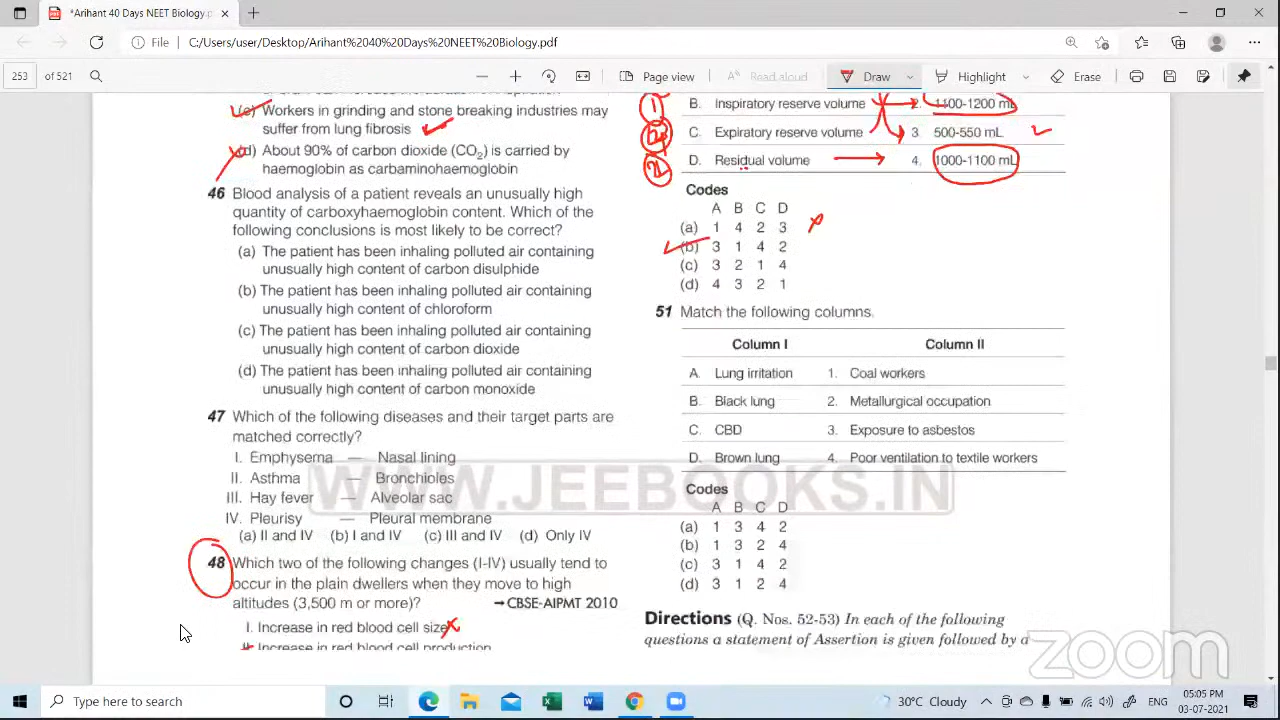 *Arihant 40 Days NEET Biology.p
File
C:/Users/user/Desktop/Arihant%2040%20Days%20NEET%20Biology.pdf
253 of 521
Page view
Read aloud
Draw
Highlight
Erase
(c) Workers in grinding and stone breaking industries may
suffer from lung fibrosis
(d) About 90% of carbon dioxide (CO2) is carried by
haemoglobin as carbaminohaemoglobin
46 Blood analysis of a patient reveals an unusually high
quantity of carboxyhaemoglobin content. Which of the
following conclusions is most likely to be correct?
(a) The patient has been inhaling polluted air containing
unusually high content of carbon disulphide
(b) The patient has been inhaling polluted air containing
unusually high content of chloroform
(c) The patient has been inhaling polluted air containing
unusually high content of carbon dioxide
(d) The patient has been inhaling polluted air containing
unusually high content of carbon monoxide
47 Which of the following diseases and their target parts are
matched correctly?
I. Emphysema — Nasal lining
II. Asthma — Bronchioles
III. Hay fever — Alveolar sac
IV. Pleurisy — Pleural membrane
(a) II and IV (b) I and IV (c) III and IV (d) Only IV
48 Which two of the following changes (I-IV) usually tend to
occur in the plain dwellers when they move to high
altitudes (3,500 m or more)?
→CBSE-AIPMT 2010
I. Increase in red blood cell size
II. Increase in red blood cell production
B. Inspiratory reserve volume 2. 1100-1200 mL
C. Expiratory reserve volume 3. 500-550 mL
D. Residual volume 4. 1000-1100 mL
Codes
A B C D
(a) 1 4 2 3
(b) 3 1 4 2
(c) 3 2 1 4
(d) 4 3 2 1
51 Match the following columns.
Column I Column II
A. Lung irritation 1. Coal workers
B. Black lung 2. Metallurgical occupation
C. CBD 3. Exposure to asbestos
D. Brown lung 4. Poor ventilation to textile workers
Codes
A B C D
(a) 1 3 4 2
(b) 1 3 2 4
(c) 3 1 4 2
(d) 3 1 2 4
Directions (Q. Nos. 52-53) In each of the following
questions a statement of Assertion is given followed by a
WWW.JEEBOOKS.IN
zoom
Type here to search
30°C Cloudy
ENG
05:05 PM
03-07-2021